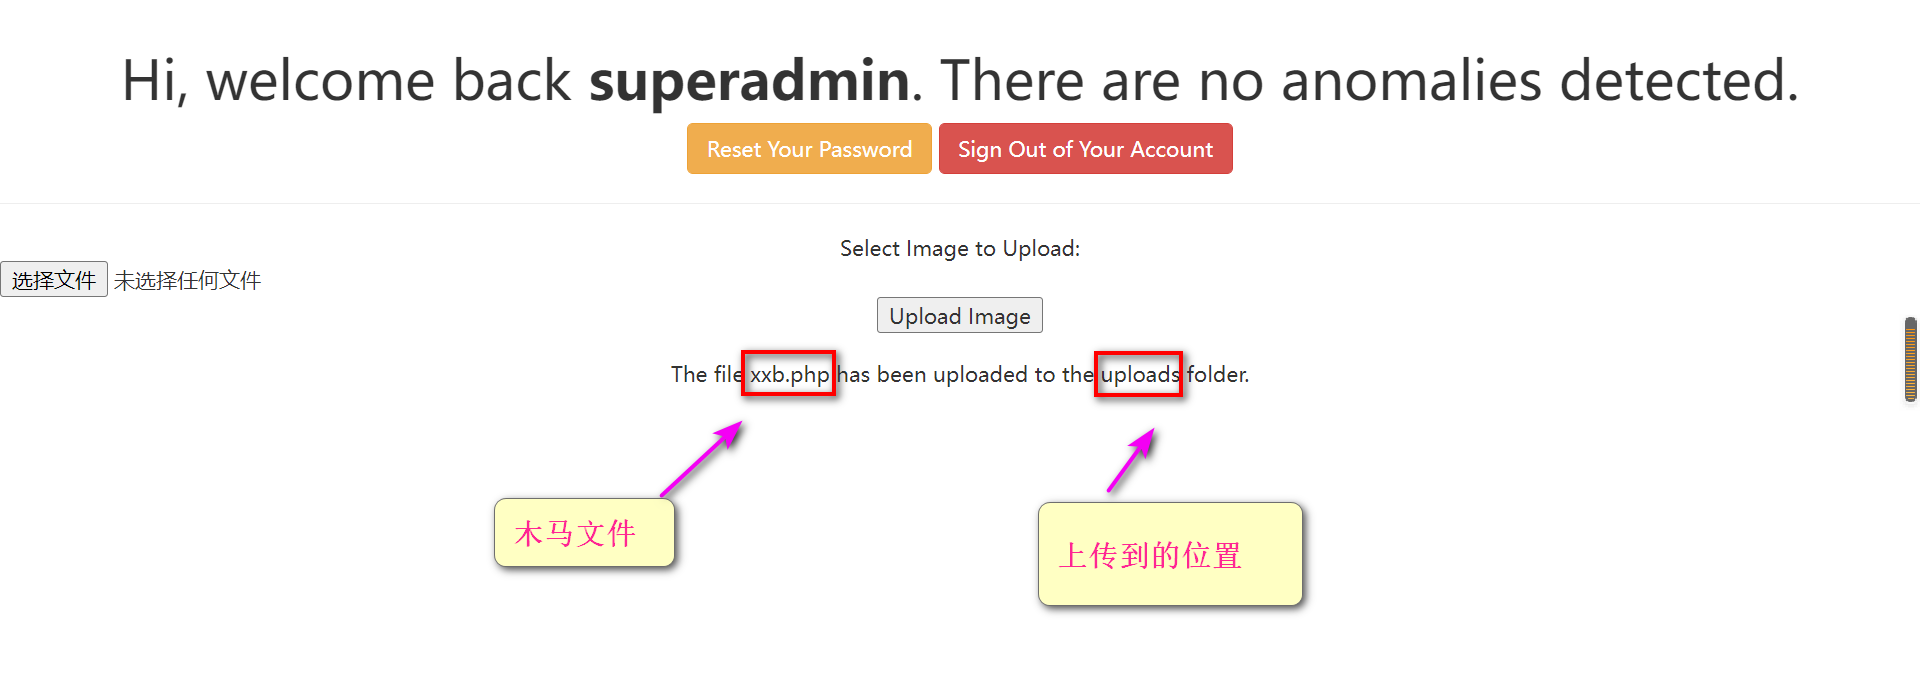 Hi, welcome back superadmin. There are no anomalies detected.
Reset Your Password Sign Out of Your Account
Select Image to Upload:
选择文件 未选择任何文件
Upload Image
The file xxb.php has been uploaded to the uploads folder.
木马文件
上传到的位置